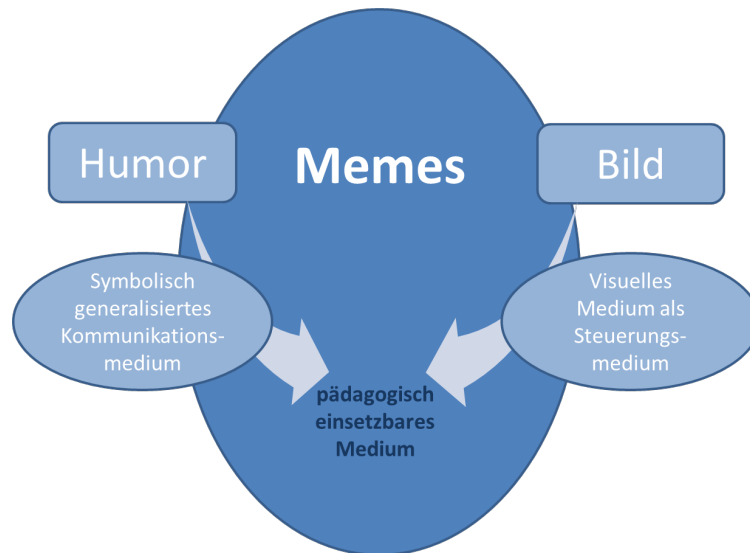 Memes
Humor
Bild
Symbolisch
generalisiertes
Kommunikations-
medium
Visuelles
Medium als
Steuerungs-
medium
pädagogisch
einsetzbares
Medium